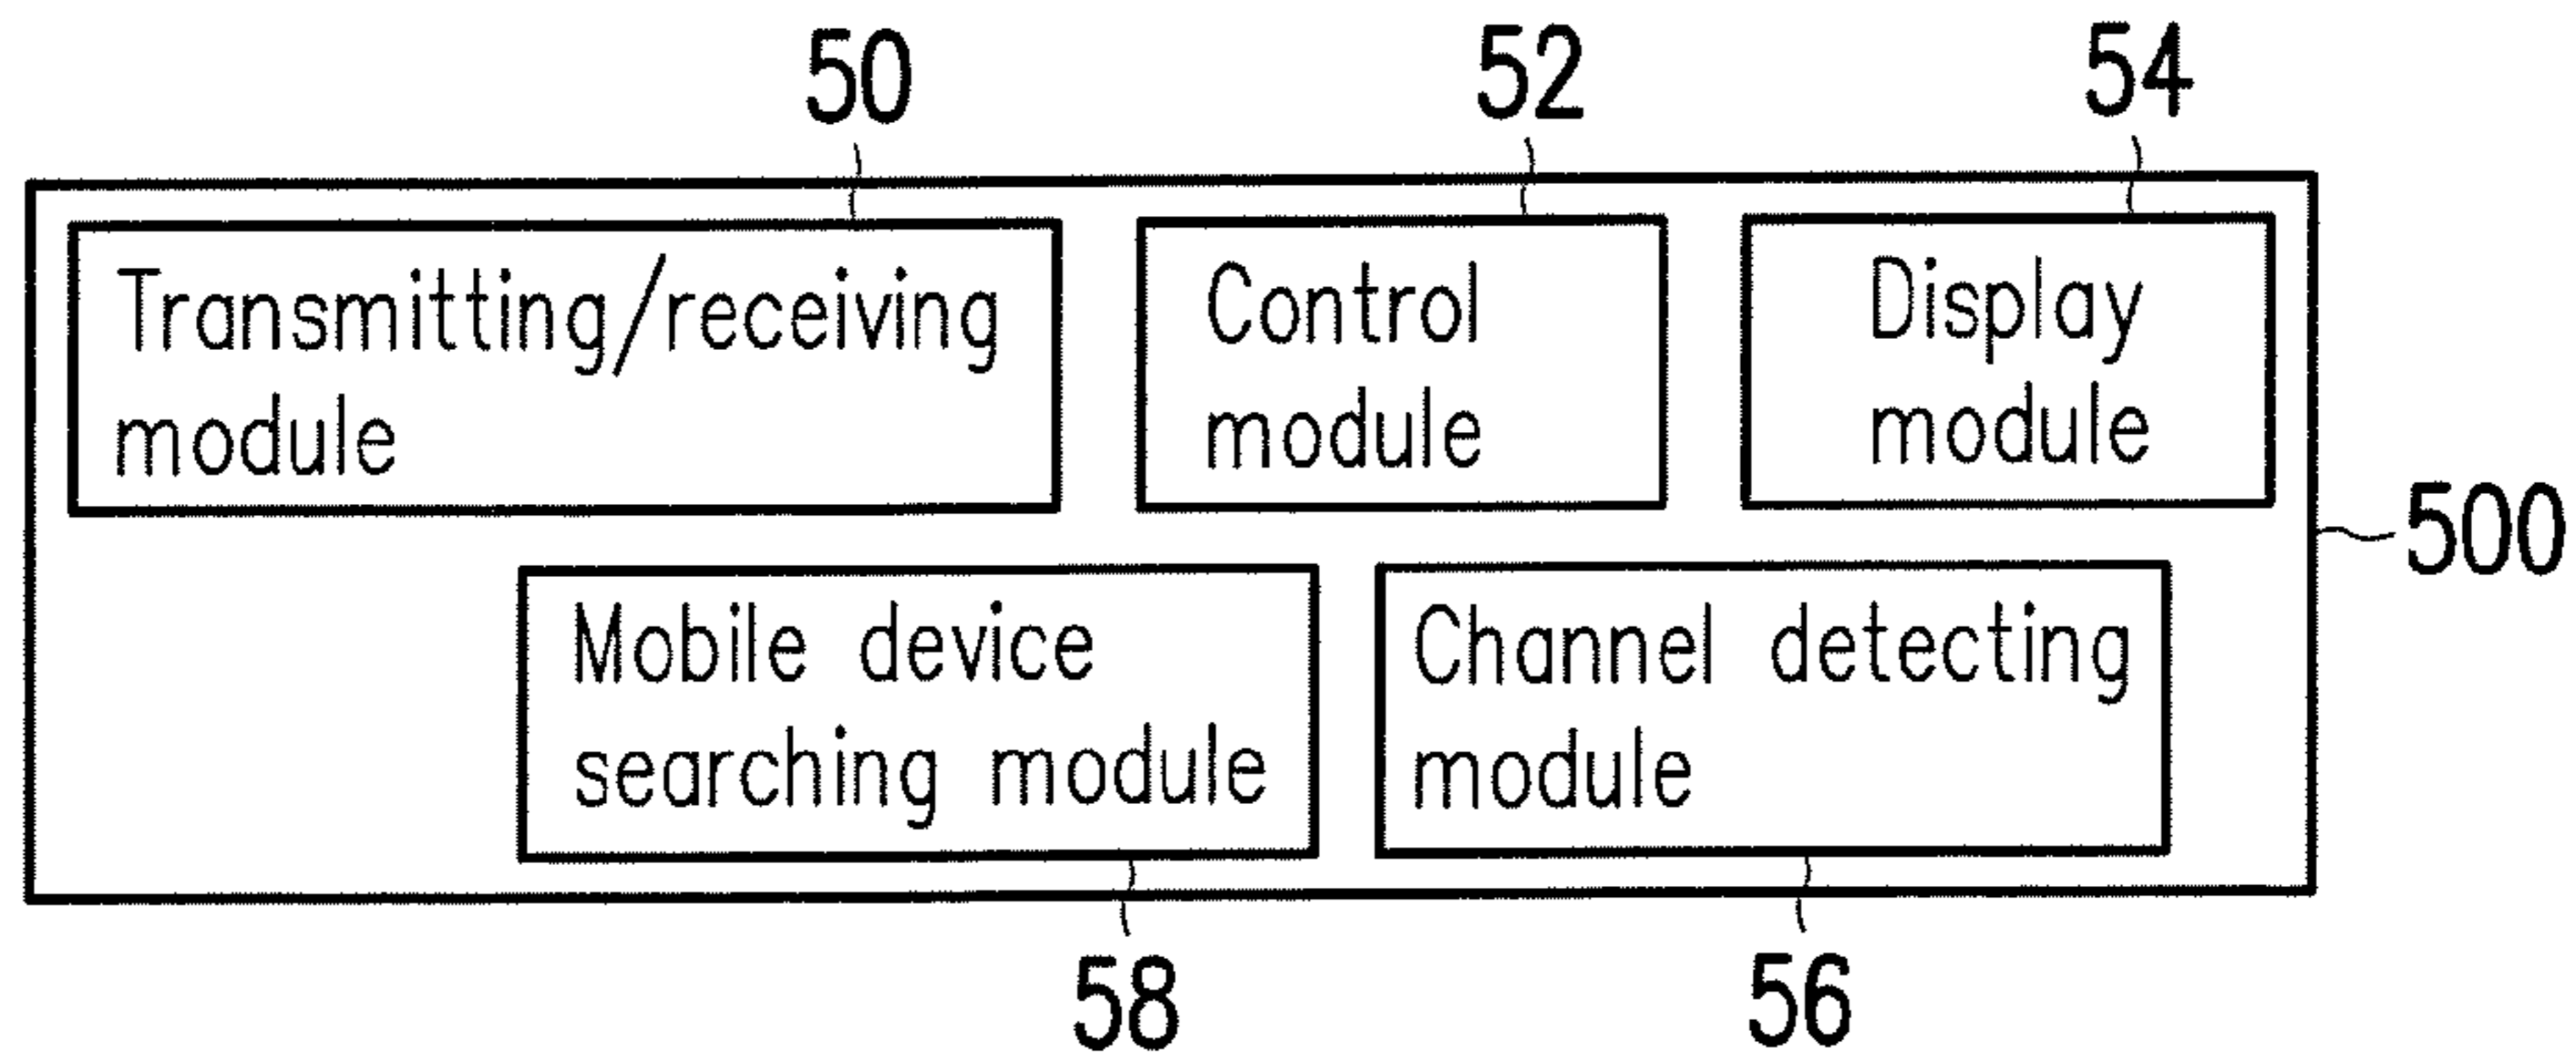 50
52
54
Transmitting/receiving
module
Control
module
Display
module
500
Mobile device
searching module
Channel detecting
module
58
56